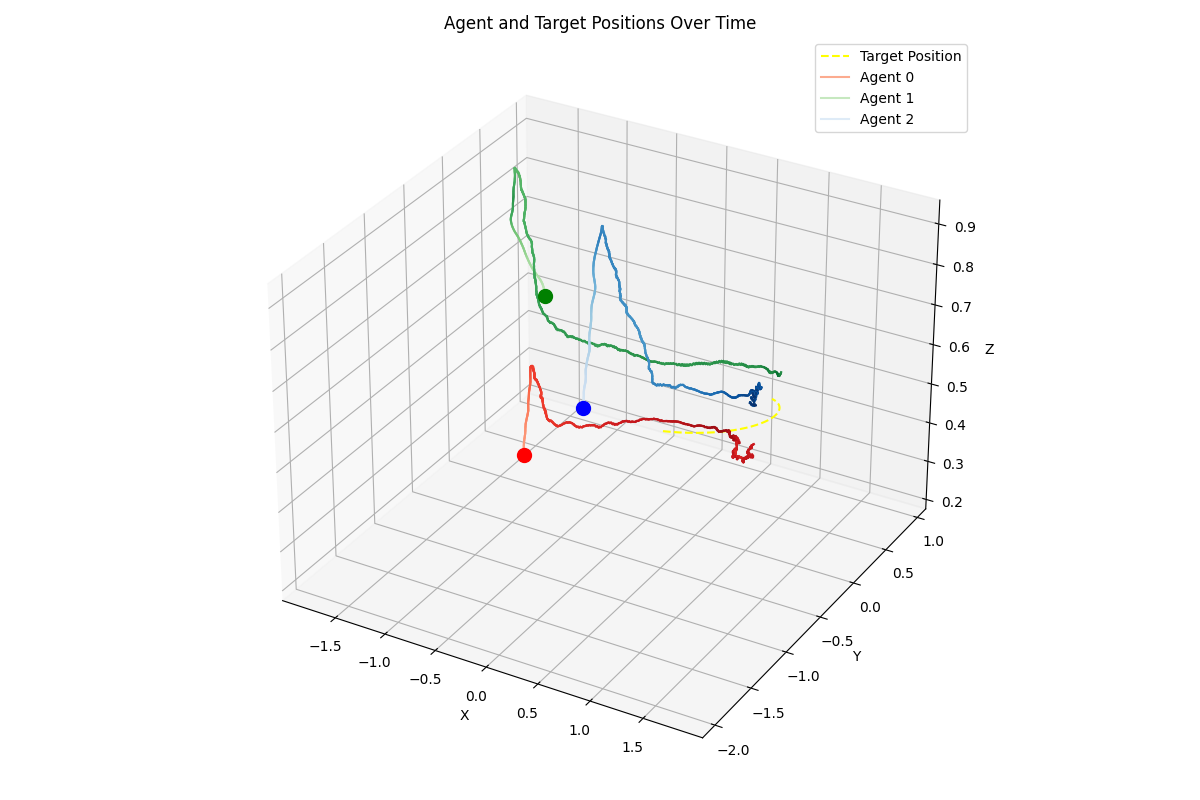 Agent and Target Positions Over Time
Target Position
Agent 0
Agent 1
Agent 2
0.9
0.8
0.7
0.6
0.5
0.4
0.3
0.2
Z
1.0
0.5
0.0
−0.5
−1.0
−1.5
−2.0
Y
−1.5
−1.0
−0.5
0.0
0.5
1.0
1.5
X